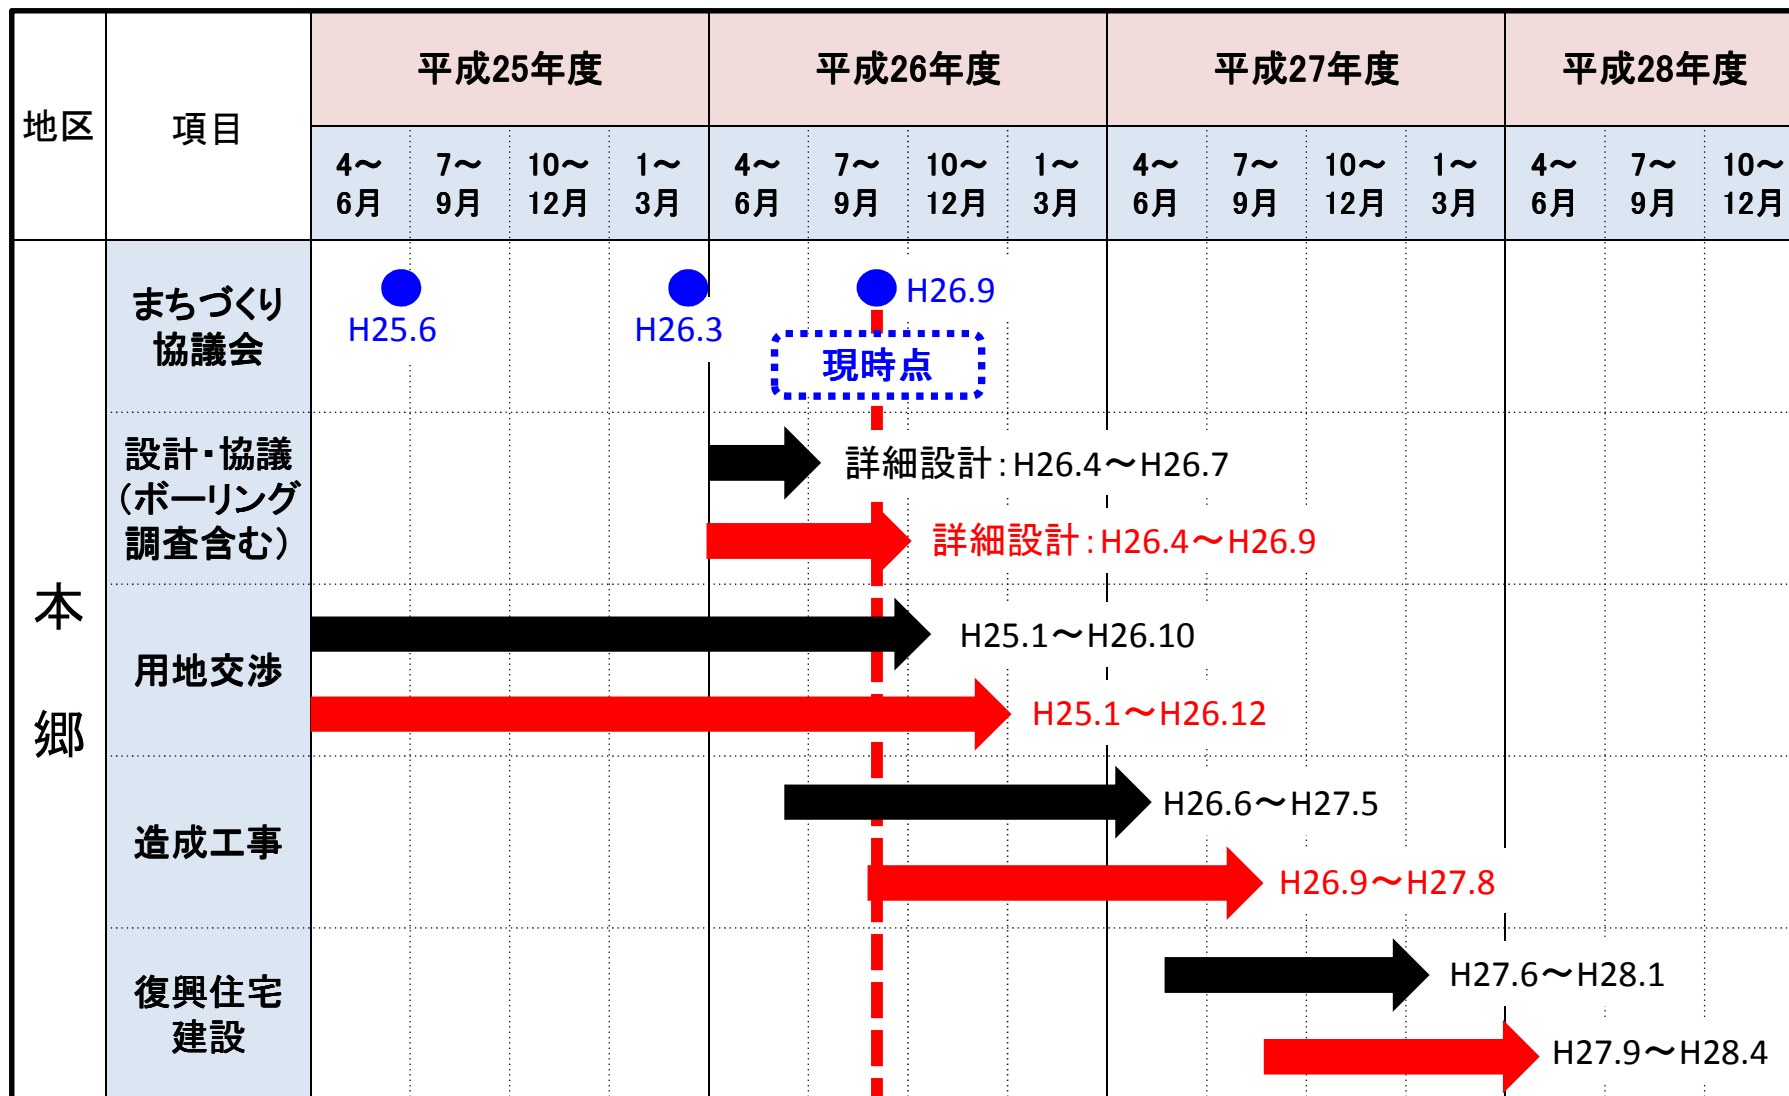 地区
項目
平成25年度
平成26年度
平成27年度
平成28年度
4～
6月
7～
9月
10～
12月
1～
3月
4～
6月
7～
9月
10～
12月
1～
3月
4～
6月
7～
9月
10～
12月
1～
3月
4～
6月
7～
9月
10～
12月
本
郷
まちづくり
協議会
H25.6
H26.3
H26.9
現時点
設計・協議
（ボーリング
調査含む）
詳細設計：H26.4～H26.7
詳細設計：H26.4～H26.9
用地交渉
H25.1～H26.10
H25.1～H26.12
造成工事
H26.6～H27.5
H26.9～H27.8
復興住宅
建設
H27.6～H28.1
H27.9～H28.4